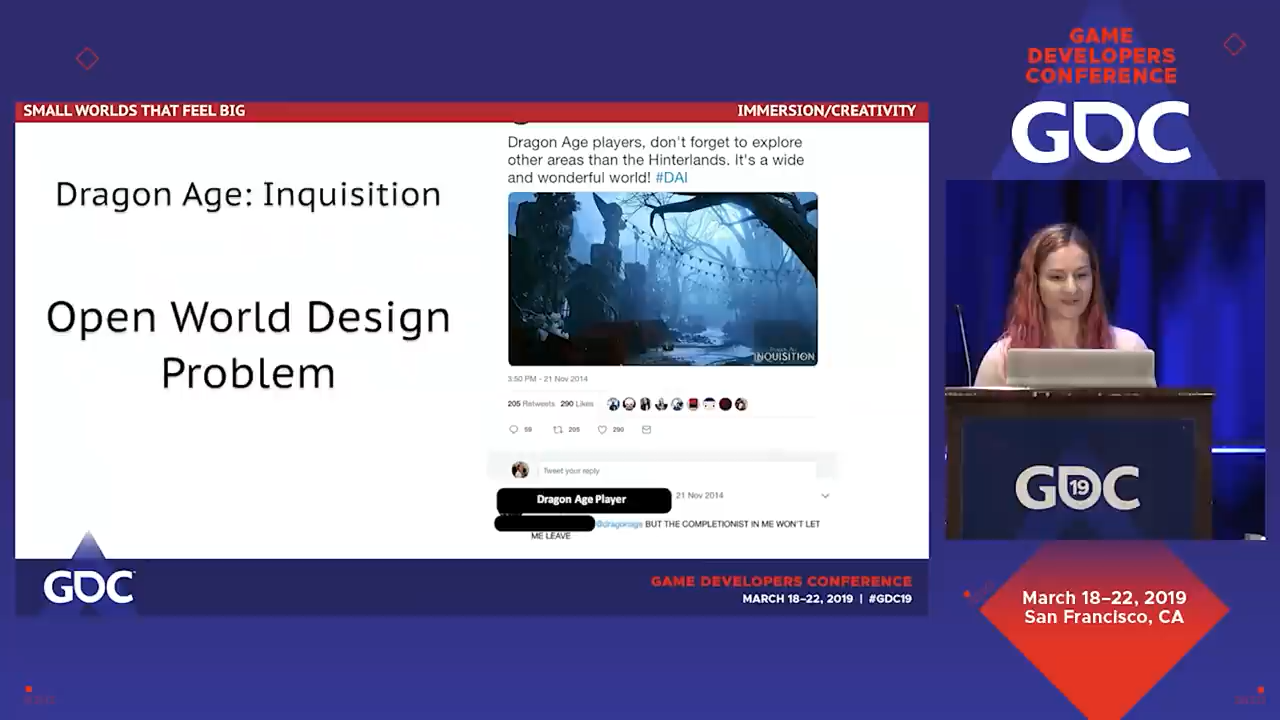 SMALL WORLDS THAT FEEL BIG
IMMERSION/CREATIVITY
Dragon Age: Inquisition
Open World Design
Problem
Dragon Age players, don't forget to explore
other areas than the Hinterlands. It's a wide
and wonderful world! #DAI
INQUISITION
3:50 PM - 21 Nov 2014
205 Retweets 290 Likes
59 205 290
Tweet your reply
Dragon Age Player
21 Nov 2014
@dragonage BUT THE COMPLETIONIST IN ME WON'T LET
ME LEAVE
GDC
GAME DEVELOPERS CONFERENCE
MARCH 18–22, 2019 | #GDC19
GAME
DEVELOPERS
CONFERENCE
GDC
GDC
19
March 18–22, 2019
San Francisco, CA